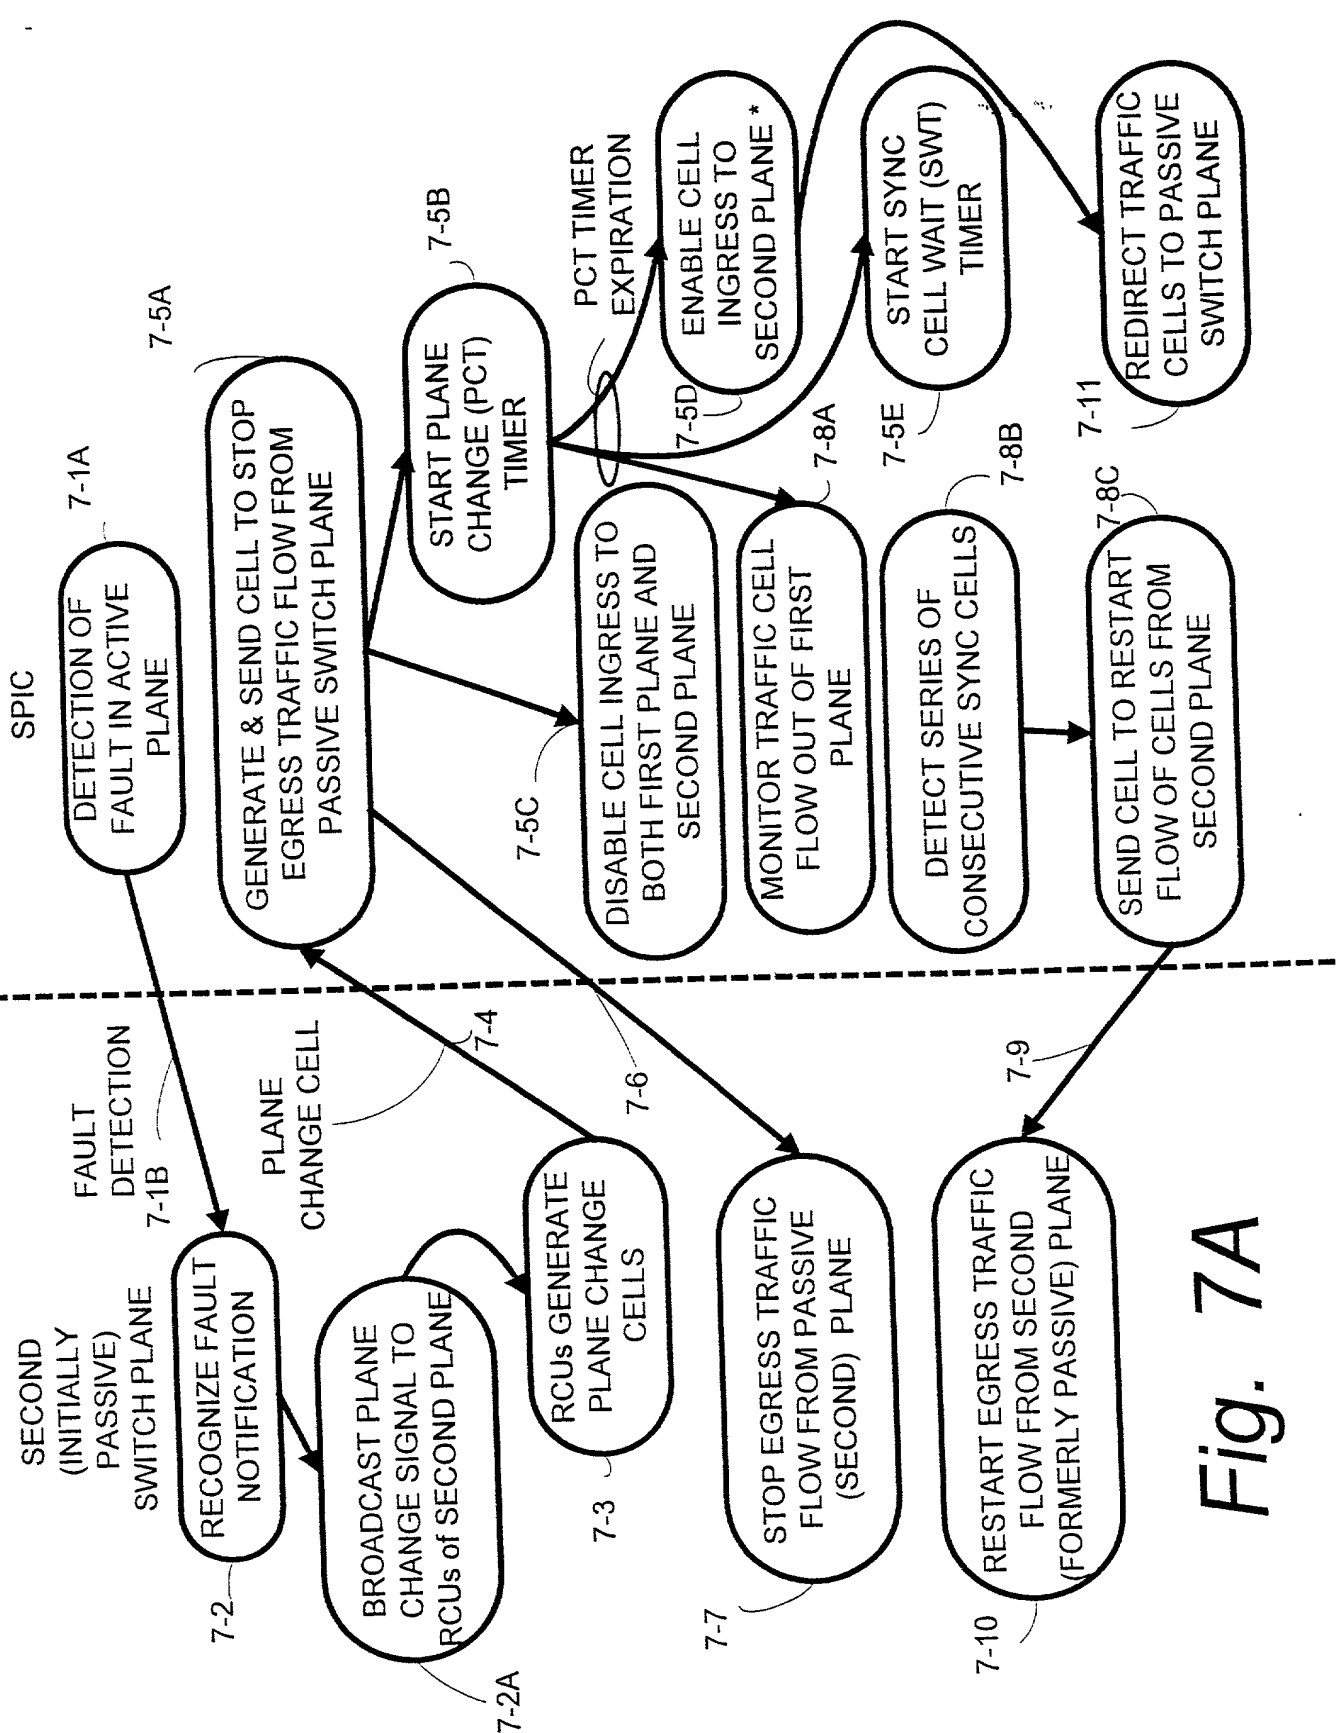 SECOND
(INITIALLY
PASSIVE)
SWITCH PLANE
SPIC
FAULT
DETECTION
7-1B
DETECTION OF
FAULT IN ACTIVE
PLANE
7-1A
7-2
RECOGNIZE FAULT
NOTIFICATION
PLANE
CHANGE CELL
7-4
GENERATE & SEND CELL TO STOP
EGRESS TRAFFIC FLOW FROM
PASSIVE SWITCH PLANE
7-5A
7-2A
BROADCAST PLANE
CHANGE SIGNAL TO
RCUs of SECOND PLANE
START PLANE
CHANGE (PCT)
TIMER
7-5B
7-3
RCUs GENERATE
PLANE CHANGE
CELLS
7-6
7-5C
DISABLE CELL INGRESS TO
BOTH FIRST PLANE AND
SECOND PLANE
PCT TIMER
EXPIRATION
7-5D
ENABLE CELL
INGRESS TO
SECOND PLANE *
7-7
STOP EGRESS TRAFFIC
FLOW FROM PASSIVE
(SECOND) PLANE
MONITOR TRAFFIC CELL
FLOW OUT OF FIRST
PLANE
7-8A
7-5E
START SYNC
CELL WAIT (SWT)
TIMER
DETECT SERIES OF
CONSECUTIVE SYNC CELLS
7-8B
7-10
RESTART EGRESS TRAFFIC
FLOW FROM SECOND
(FORMERLY PASSIVE) PLANE
7-9
SEND CELL TO RESTART
FLOW OF CELLS FROM
SECOND PLANE
7-8C
7-11
REDIRECT TRAFFIC
CELLS TO PASSIVE
SWITCH PLANE
Fig. 7A